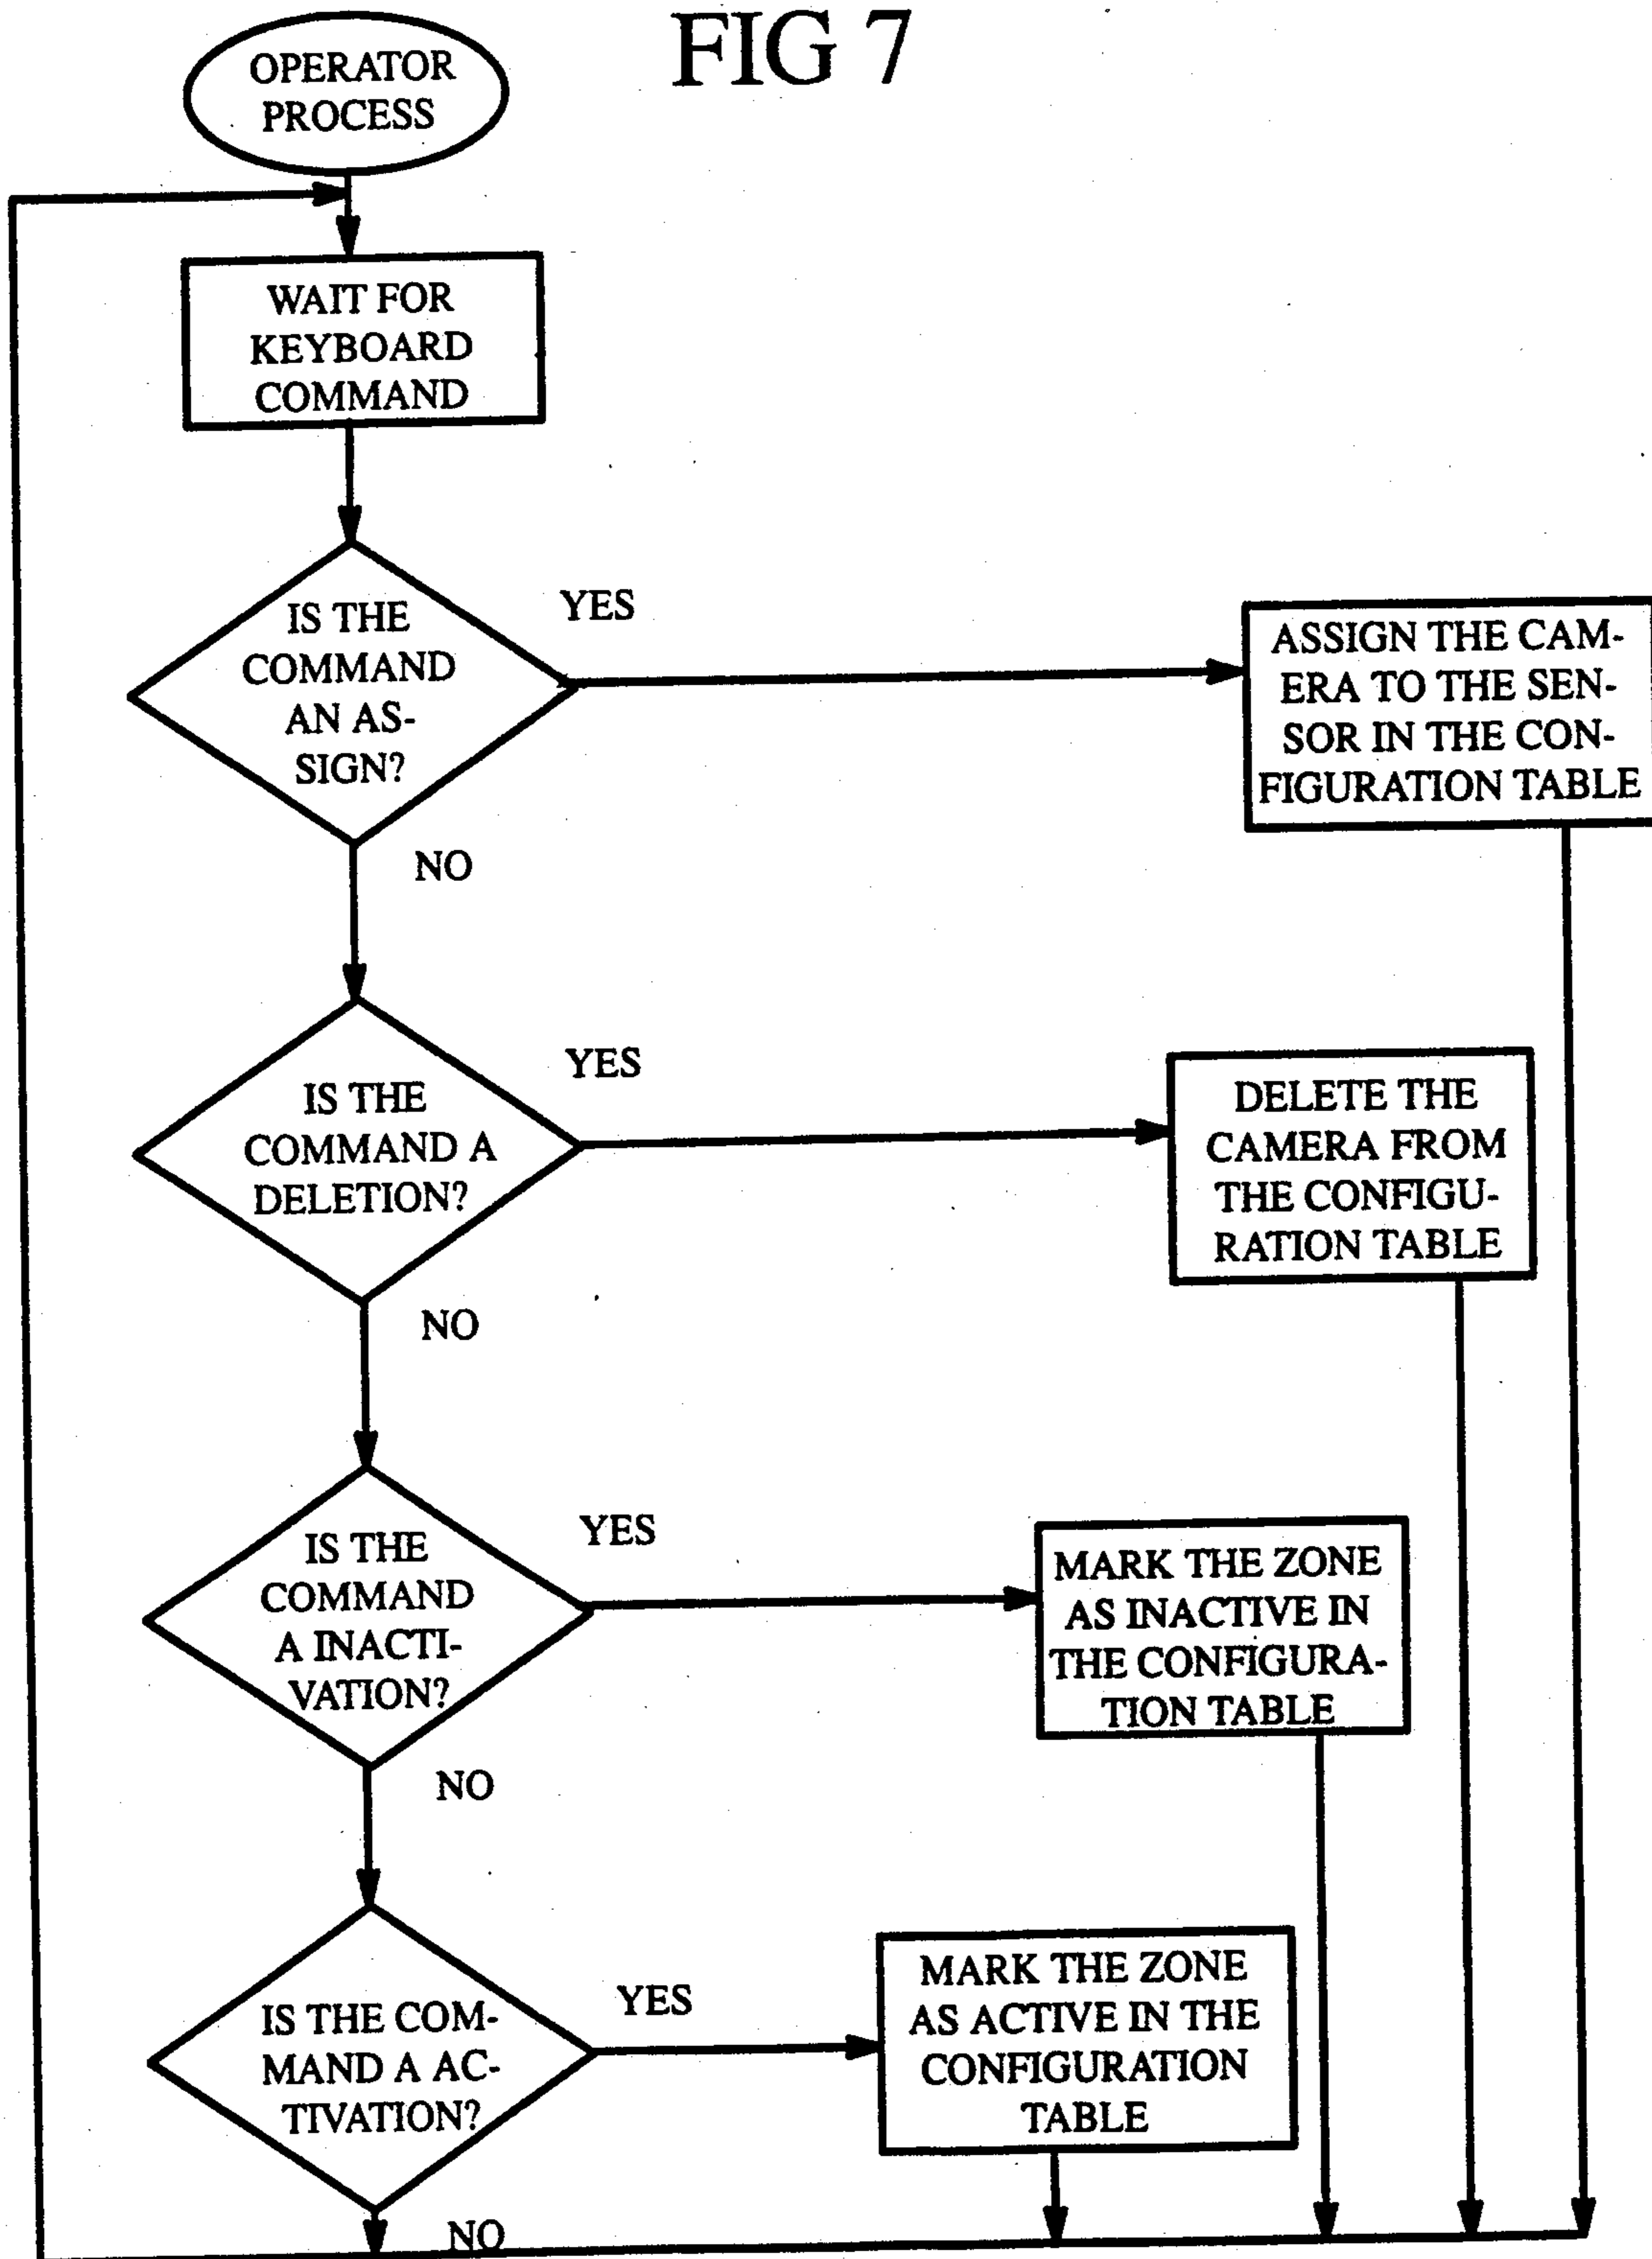 FIG 7
OPERATOR
PROCESS
WAIT FOR
KEYBOARD
COMMAND
IS THE
COMMAND
AN AS-
SIGN?
YES
ASSIGN THE CAM-
ERA TO THE SEN-
SOR IN THE CON-
FIGURATION TABLE
NO
IS THE
COMMAND A
DELETION?
YES
DELETE THE
CAMERA FROM
THE CONFIGU-
RATION TABLE
NO
IS THE
COMMAND
A INACTI-
VATION?
YES
MARK THE ZONE
AS INACTIVE IN
THE CONFIGURA-
TION TABLE
NO
IS THE COM-
MAND A AC-
TIVATION?
YES
MARK THE ZONE
AS ACTIVE IN THE
CONFIGURATION
TABLE
NO